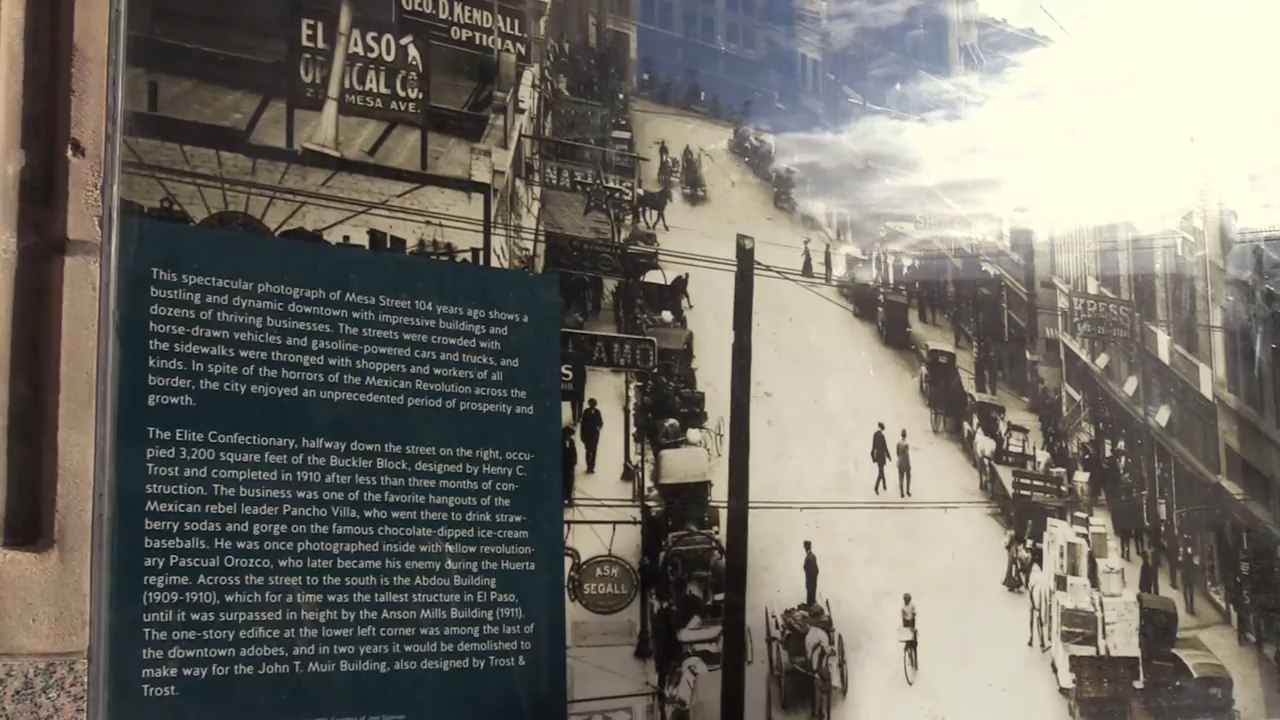 GEO. D. KENDALL.
OPTICIAN
EL PASO
OPTICAL CO.
MESA AVE.
KRESS
ALAMO
S
ASK
SEGALL
This spectacular photograph of Mesa Street 104 years ago shows a
bustling and dynamic downtown with impressive buildings and
dozens of thriving businesses. The streets were crowded with
horse-drawn vehicles and gasoline-powered cars and trucks, and
the sidewalks were thronged with shoppers and workers of all
kinds. In spite of the horrors of the Mexican Revolution across the
border, the city enjoyed an unprecedented period of prosperity and
growth.
The Elite Confectionary, halfway down the street on the right, occu-
pied 3,200 square feet of the Buckler Block, designed by Henry C.
Trost and completed in 1910 after less than three months of con-
struction. The business was one of the favorite hangouts of the
Mexican rebel leader Pancho Villa, who went there to drink straw-
berry sodas and gorge on the famous chocolate-dipped ice-cream
baseballs. He was once photographed inside with fellow revolution-
ary Pascual Orozco, who later became his enemy during the Huerta
regime. Across the street to the south is the Abdou Building
(1909-1910), which for a time was the tallest structure in El Paso,
until it was surpassed in height by the Anson Mills Building (1911).
The one-story edifice at the lower left corner was among the last of
the downtown adobes, and in two years it would be demolished to
make way for the John T. Muir Building, also designed by Trost &
Trost.